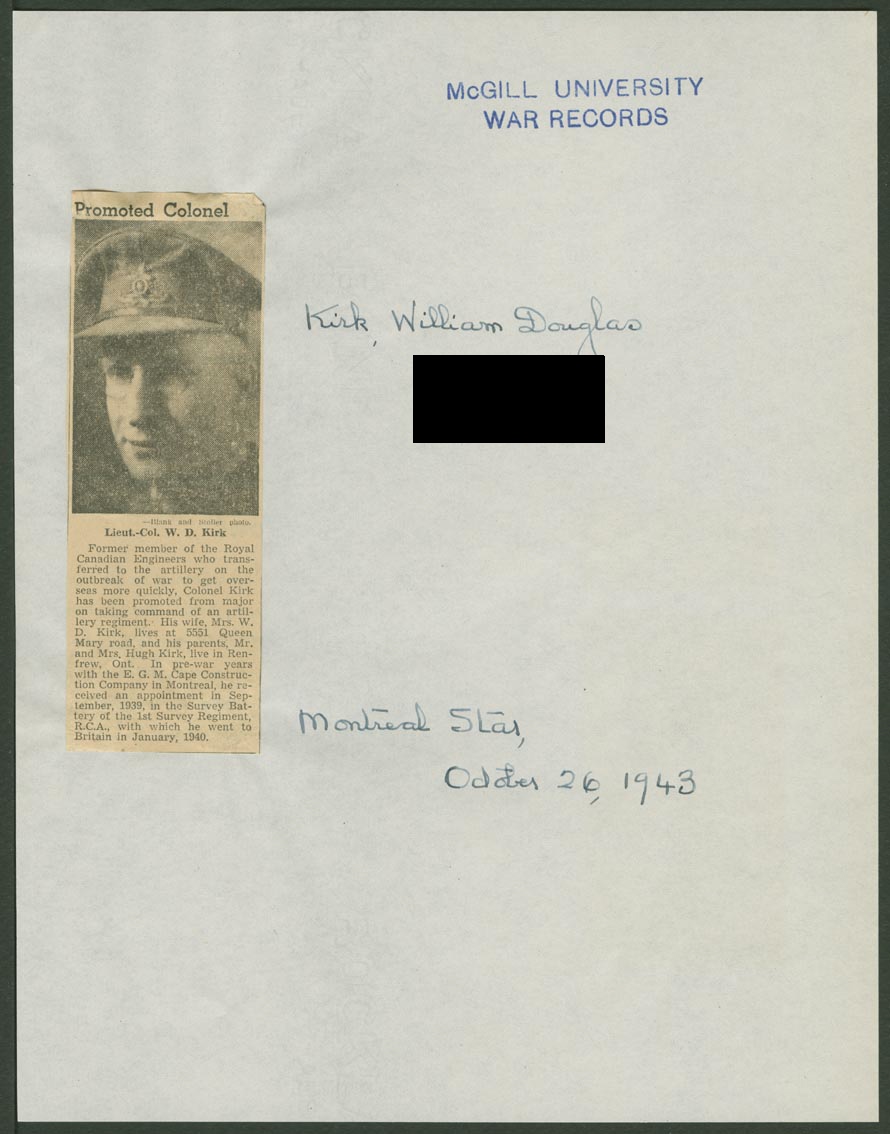 McGILL UNIVERSITY
WAR RECORDS
Promoted Colonel
—Blank and Stoller photo.
Lieut.-Col. W. D. Kirk
Former member of the Royal
Canadian Engineers who trans-
ferred to the artillery on the
outbreak of war to get over-
seas more quickly, Colonel Kirk
has been promoted from major
on taking command of an artil-
lery regiment. His wife, Mrs. W.
D. Kirk, lives at 5551 Queen
Mary road, and his parents, Mr.
and Mrs. Hugh Kirk, live in Ren-
frew, Ont. In pre-war years
with the E. G. M. Cape Construc-
tion Company in Montreal, he re-
ceived an appointment in Sep-
tember, 1939, in the Survey Bat-
tery of the 1st Survey Regiment,
R.C.A., with which he went to
Britain in January, 1940.
Kirk, William Douglas
Montreal Star,
October 26, 1943